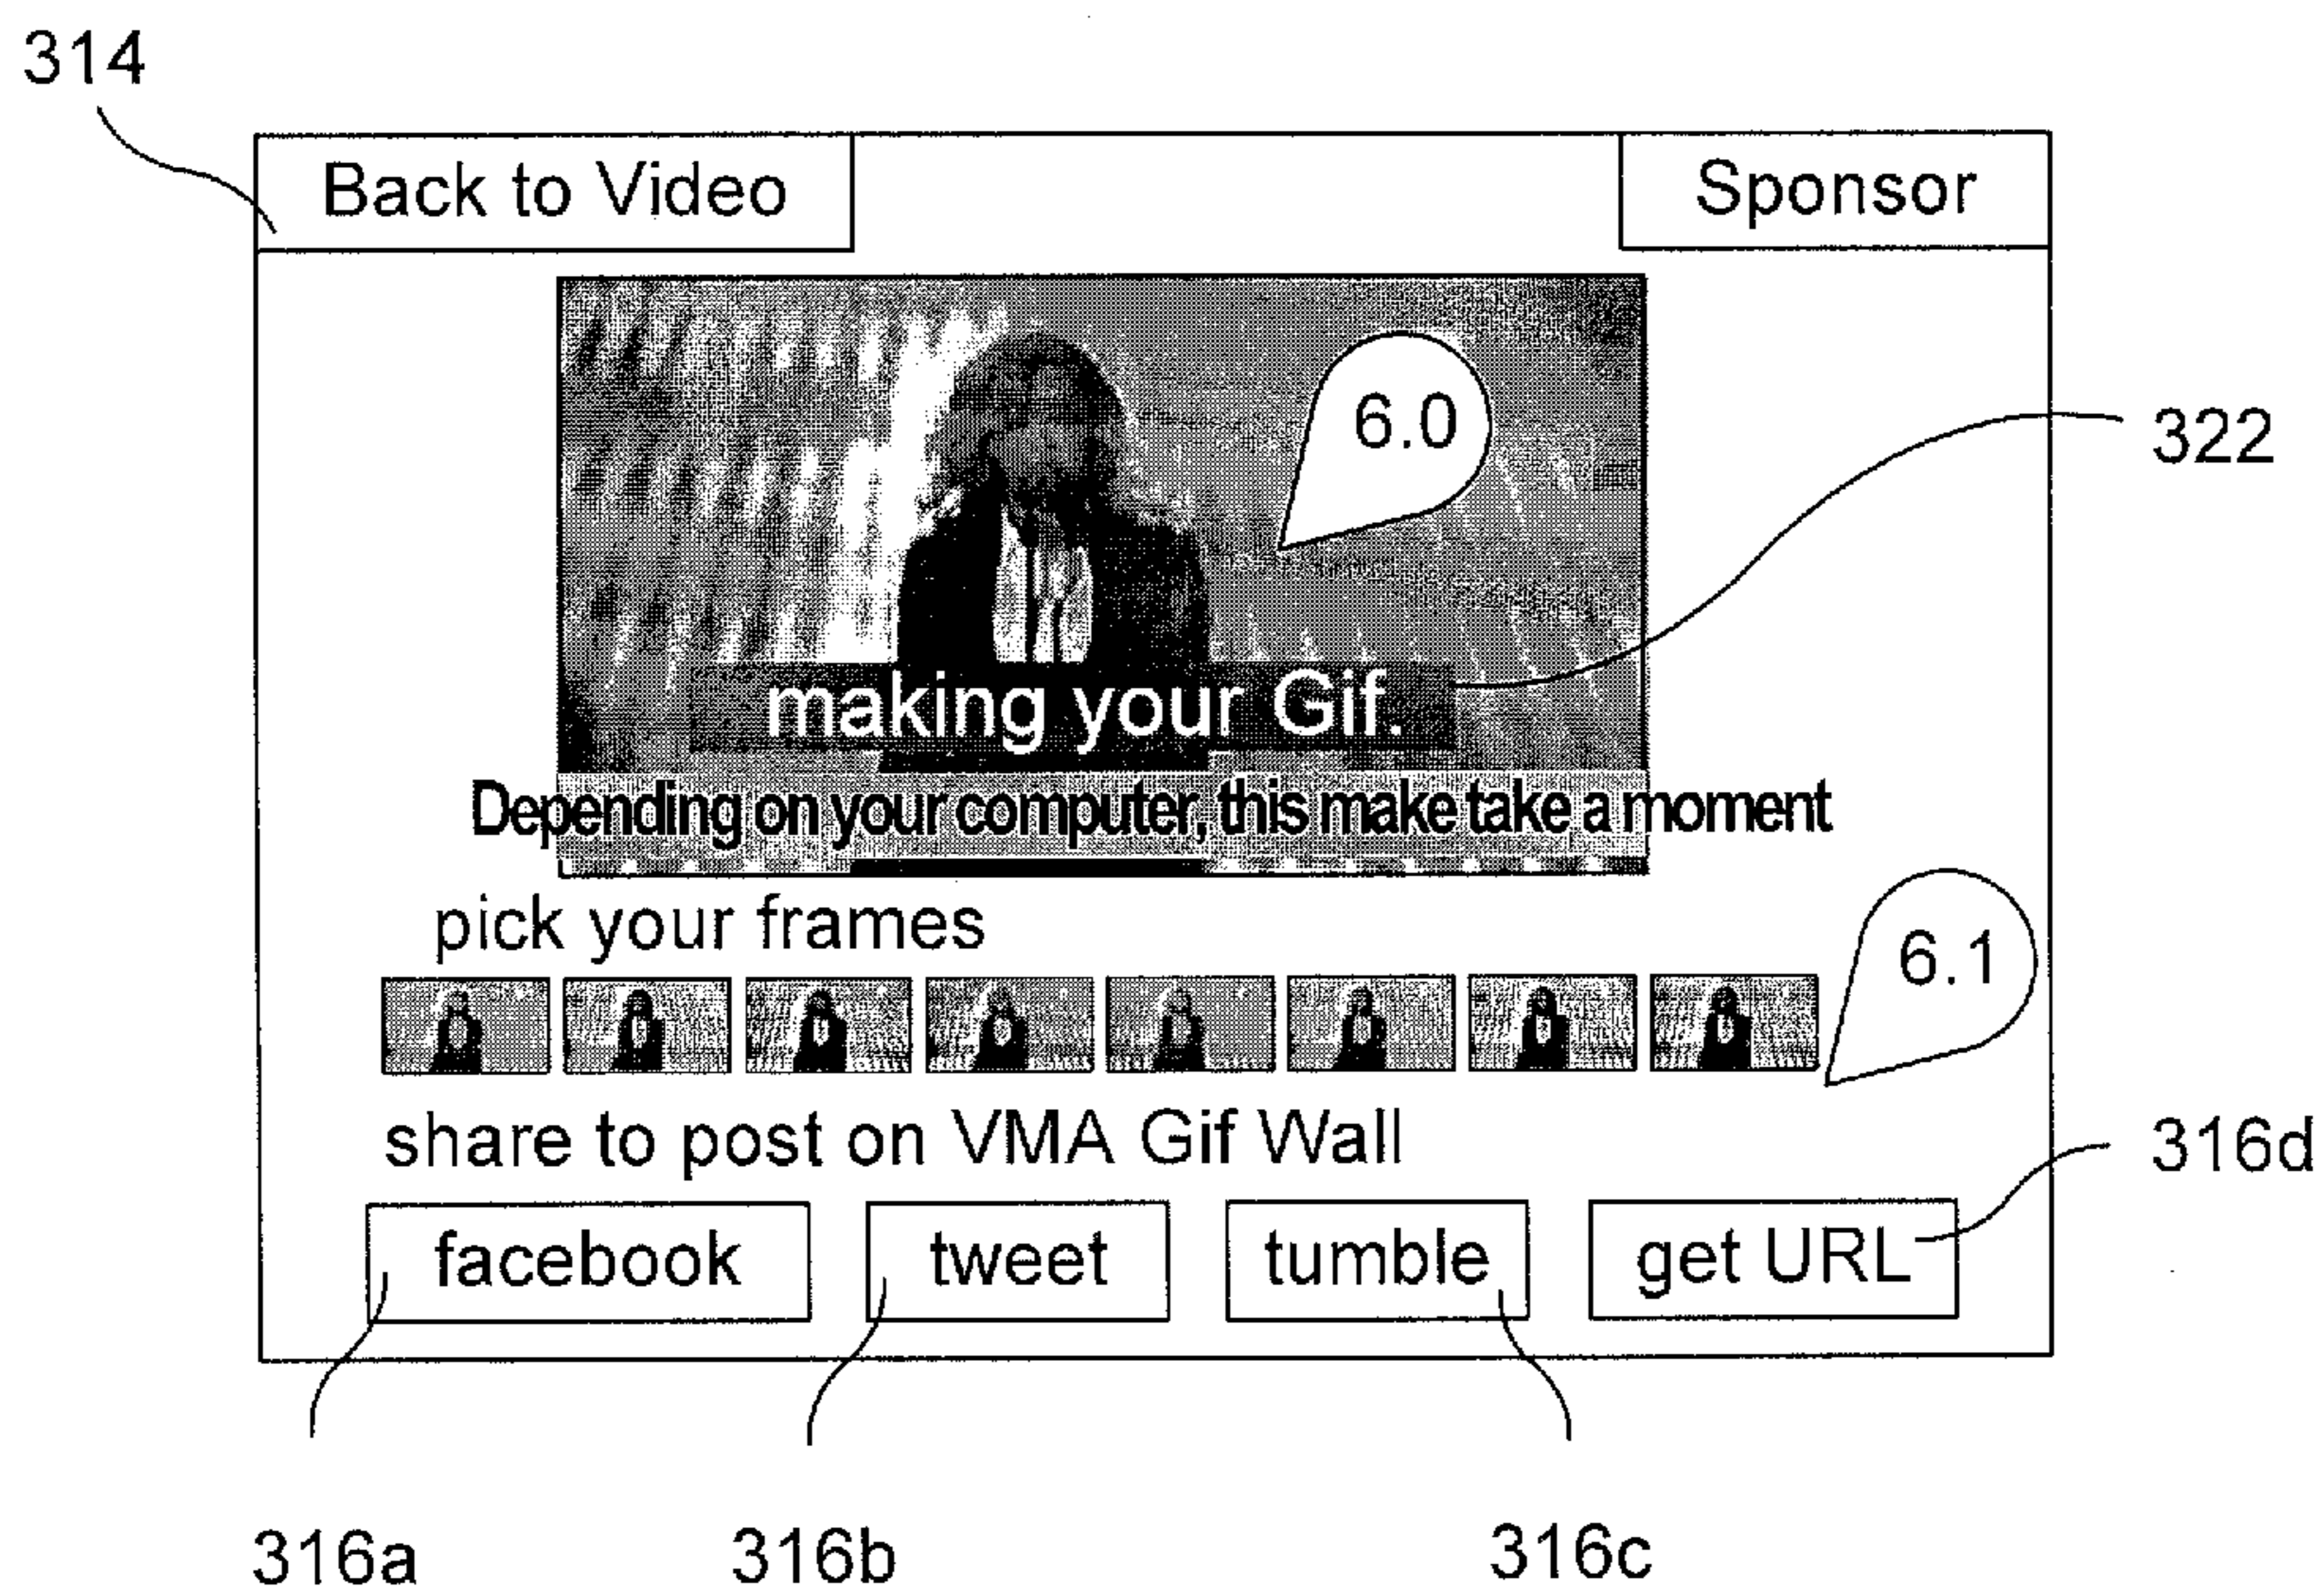 314
Back to Video
Sponsor
6.0
322
making your Gif.
Depending on your computer, this make take a moment
pick your frames
6.1
share to post on VMA Gif Wall
316d
facebook
tweet
tumble
get URL
316a
316b
316c